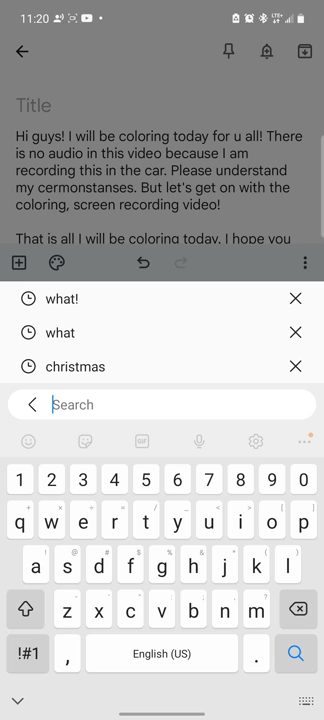 11:20
LTE+
Title
Hi guys! I will be coloring today for u all! There
is no audio in this video because I am
recording this in the car. Please understand
my cermonstanses. But let's get on with the
coloring, screen recording video!
That is all I will be coloring today. I hope you
what!
what
christmas
Search
GIF
1 2 3 4 5 6 7 8 9 0
q w e r t y u i o p
a s d f g h j k l
z x c v b n m
!#1 , English (US) .